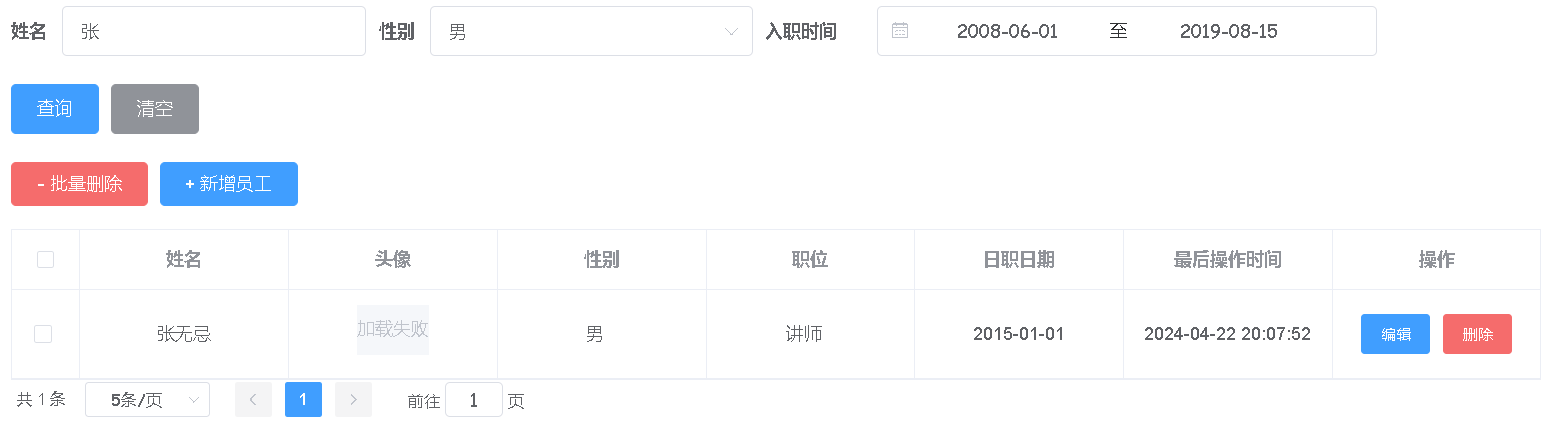 姓名 张 性别 男 入职时间 2008-06-01 至 2019-08-15
查询 清空
- 批量删除 + 新增员工
姓名 头像 性别 职位 日职日期 最后操作时间 操作
张无忌 加载失败 男 讲师 2015-01-01 2024-04-22 20:07:52 编辑 删除
共 1 条 5条/页 1 前往 1 页